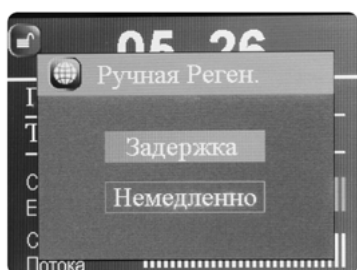 05 26
Ручная Реген.
Г
Т
Задержка
С
Е
Немедленно
С
Потока